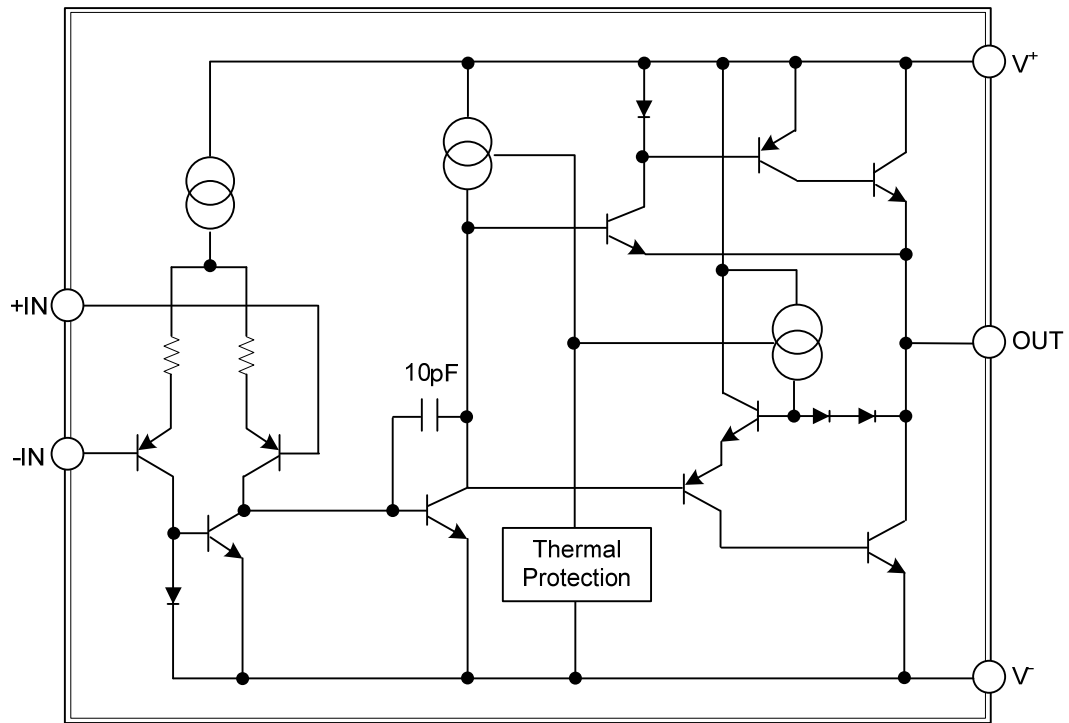 V⁺
+IN
OUT
10pF
-IN
Thermal
Protection
V⁻